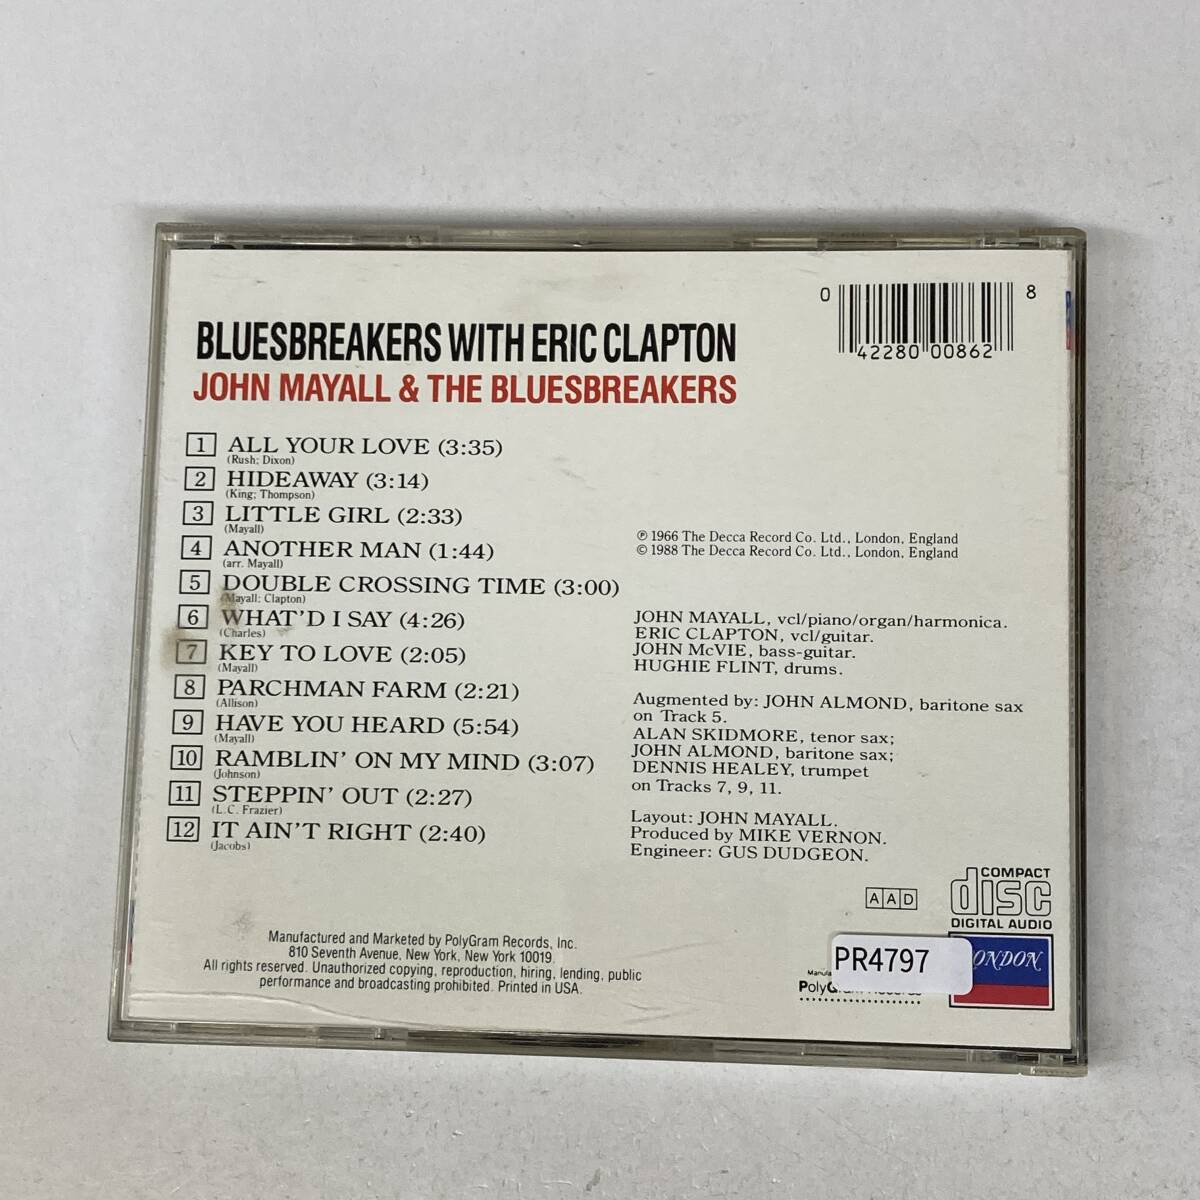 0 42280 00862 8
BLUESBREAKERS WITH ERIC CLAPTON
JOHN MAYALL & THE BLUESBREAKERS
1 ALL YOUR LOVE (3:35)
(Rush; Dixon)
2 HIDEAWAY (3:14)
(King; Thompson)
3 LITTLE GIRL (2:33)
(Mayall)
4 ANOTHER MAN (1:44)
(arr. Mayall)
5 DOUBLE CROSSING TIME (3:00)
(Mayall; Clapton)
6 WHAT'D I SAY (4:26)
(Charles)
7 KEY TO LOVE (2:05)
(Mayall)
8 PARCHMAN FARM (2:21)
(Allison)
9 HAVE YOU HEARD (5:54)
(Mayall)
10 RAMBLIN' ON MY MIND (3:07)
(Johnson)
11 STEPPIN' OUT (2:27)
(L.C. Frazier)
12 IT AIN'T RIGHT (2:40)
(Jacobs)
℗ 1966 The Decca Record Co. Ltd., London, England
© 1988 The Decca Record Co. Ltd., London, England
JOHN MAYALL, vcl/piano/organ/harmonica.
ERIC CLAPTON, vcl/guitar.
JOHN McVIE, bass-guitar.
HUGHIE FLINT, drums.
Augmented by: JOHN ALMOND, baritone sax
on Track 5.
ALAN SKIDMORE, tenor sax;
JOHN ALMOND, baritone sax;
DENNIS HEALEY, trumpet
on Tracks 7, 9, 11.
Layout: JOHN MAYALL.
Produced by MIKE VERNON.
Engineer: GUS DUDGEON.
AAD
COMPACT
disc
DIGITAL AUDIO
Manufactured and Marketed by PolyGram Records, Inc.
810 Seventh Avenue, New York, New York 10019.
All rights reserved. Unauthorized copying, reproduction, hiring, lending, public
performance and broadcasting prohibited. Printed in USA.
PR4797
ONDON